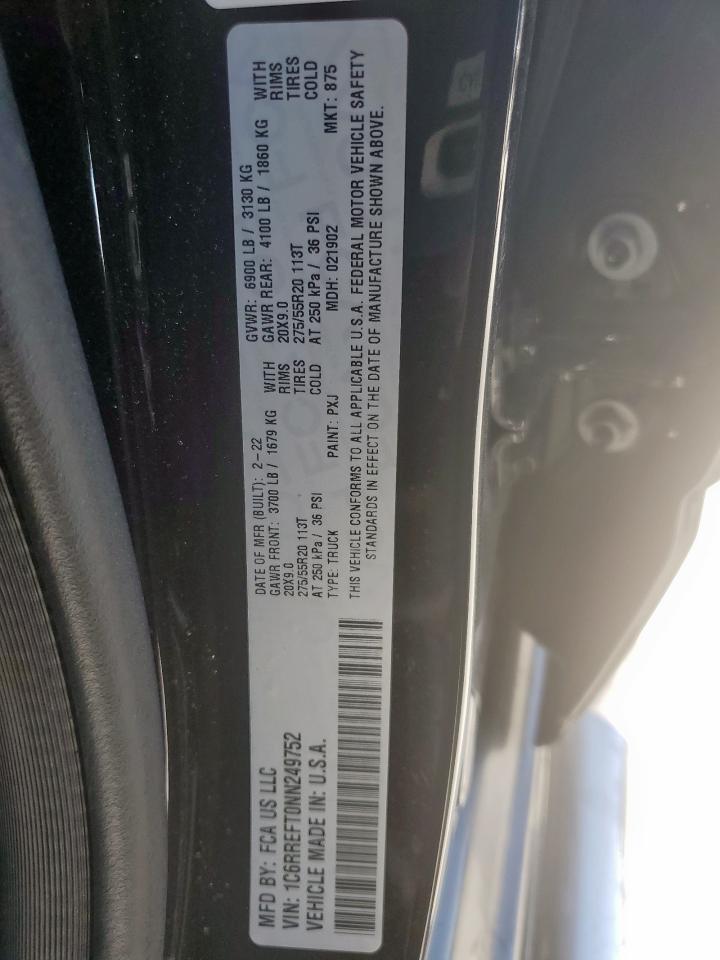 MFD BY: FCA US LLC
VIN: 1C6RREFT0NN249752
VEHICLE MADE IN: U.S.A.
DATE OF MFR (BUILT): 2-22 GVWR: 6900 LB / 3130 KG
GAWR FRONT: 3700 LB / 1679 KG WITH GAWR REAR: 4100 LB / 1860 KG WITH
20X9.0 RIMS 20X9.0 RIMS
275/55R20 113T TIRES 275/55R20 113T TIRES
AT 250 kPa / 36 PSI COLD AT 250 kPa / 36 PSI COLD
TYPE: TRUCK PAINT: PXJ MDH: 021902 MKT: 875
THIS VEHICLE CONFORMS TO ALL APPLICABLE U.S.A. FEDERAL MOTOR VEHICLE SAFETY
STANDARDS IN EFFECT ON THE DATE OF MANUFACTURE SHOWN ABOVE.